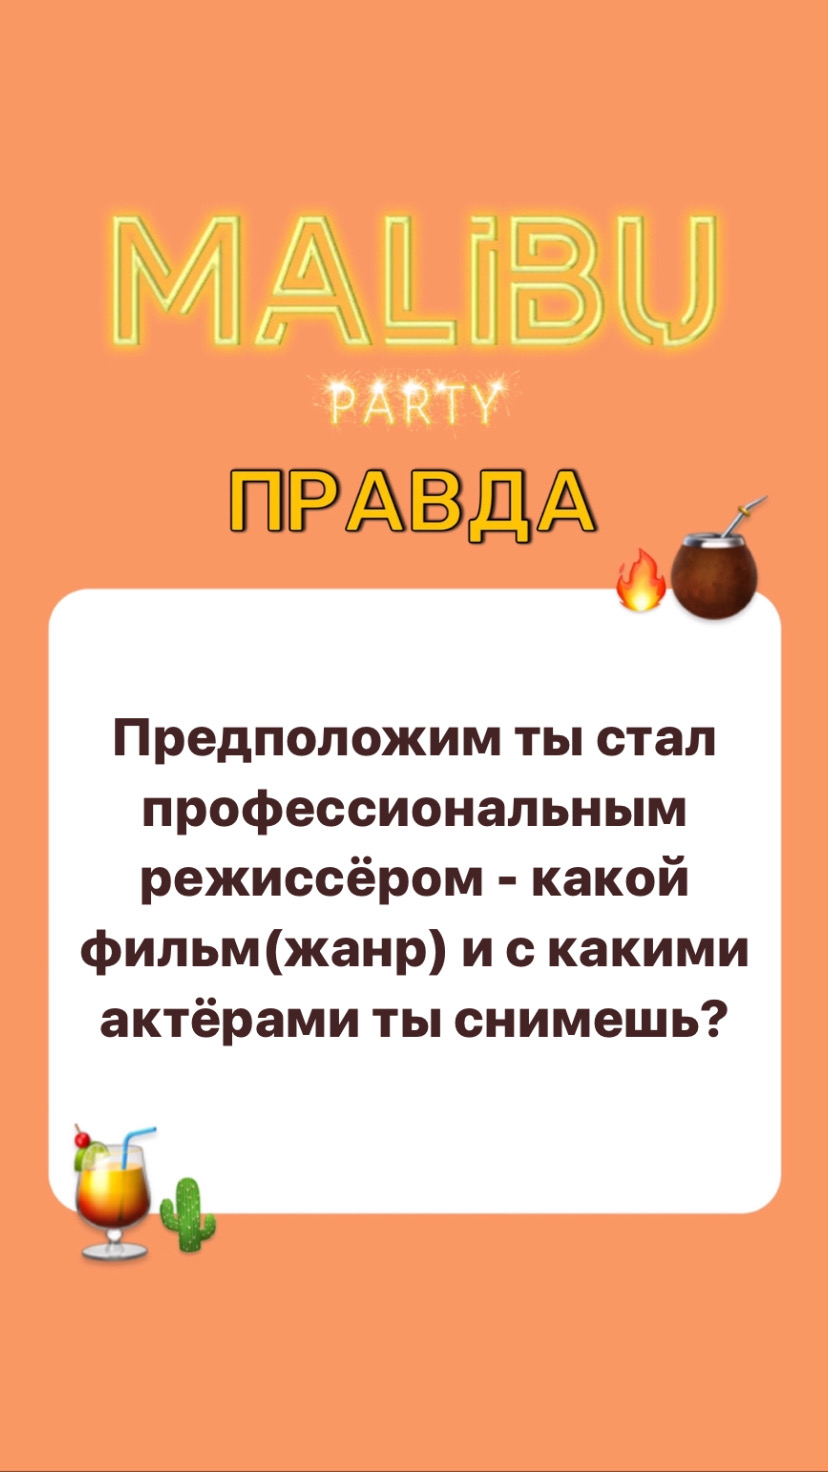 MALiBU
PARTY
ПРАВДА
Предположим ты стал
профессиональным
режиссёром - какой
фильм(жанр) и с какими
актёрами ты снимешь?